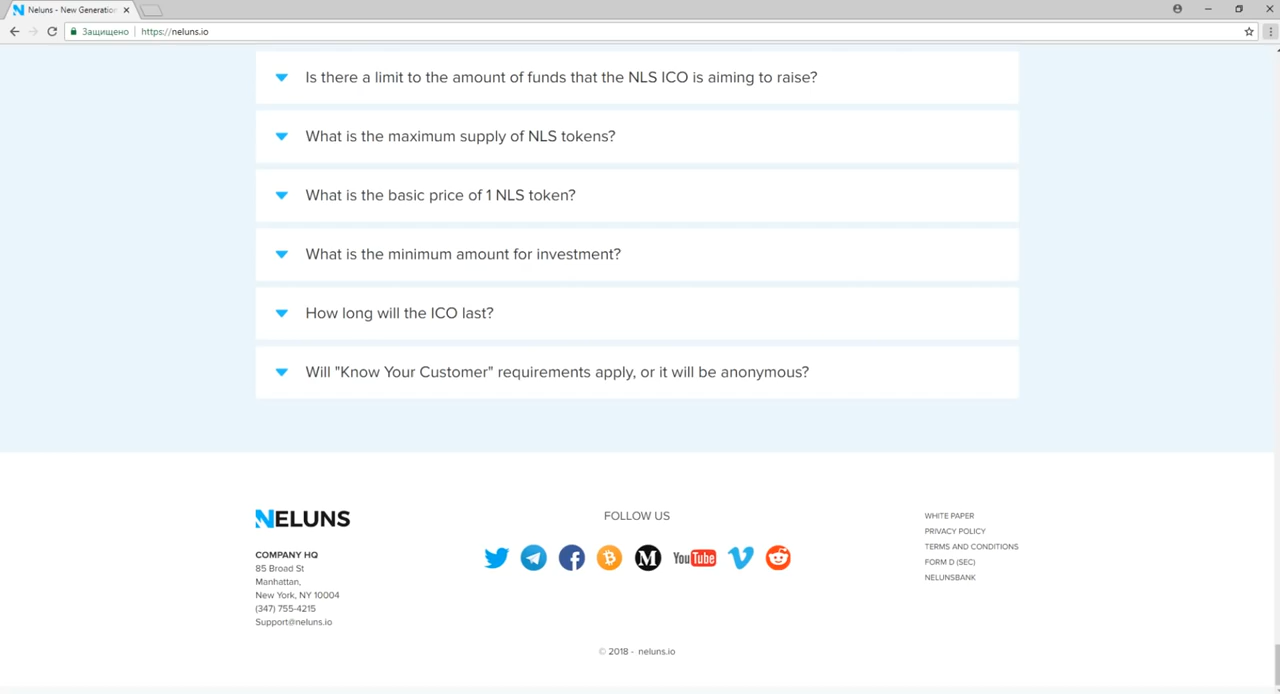 Neluns - New Generation
Защищено
https://neluns.io
Is there a limit to the amount of funds that the NLS ICO is aiming to raise?
What is the maximum supply of NLS tokens?
What is the basic price of 1 NLS token?
What is the minimum amount for investment?
How long will the ICO last?
Will "Know Your Customer" requirements apply, or it will be anonymous?
NELUNS
COMPANY HQ
85 Broad St
Manhattan,
New York, NY 10004
(347) 755-4215
Support@neluns.io
FOLLOW US
M
YouTube
WHITE PAPER
PRIVACY POLICY
TERMS AND CONDITIONS
FORM D (SEC)
NELUNSBANK
© 2018 - neluns.io